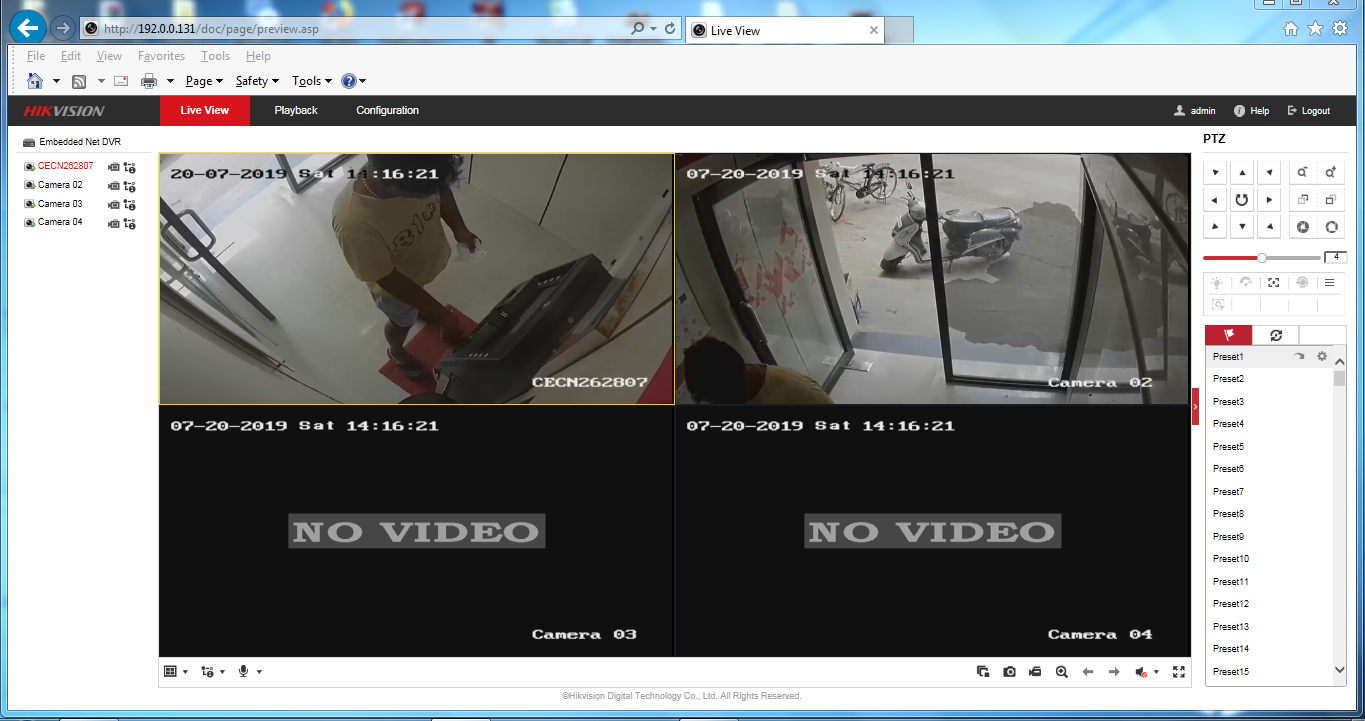 http://192.0.0.131/doc/page/preview.asp
Live View
File Edit View Favorites Tools Help
Page Safety Tools
HIKVISION Live View Playback Configuration admin Help Logout
Embedded Net DVR
CECN262807
Camera 02
Camera 03
Camera 04
20-07-2019 Sat 14:16:21
CECN262807
07-20-2019 Sat 14:16:21
Camera 02
07-20-2019 Sat 14:16:21
NO VIDEO
Camera 03
07-20-2019 Sat 14:16:21
NO VIDEO
Camera 04
PTZ
4
Preset1
Preset2
Preset3
Preset4
Preset5
Preset6
Preset7
Preset8
Preset9
Preset10
Preset11
Preset12
Preset13
Preset14
Preset15
©Hikvision Digital Technology Co., Ltd. All Rights Reserved.